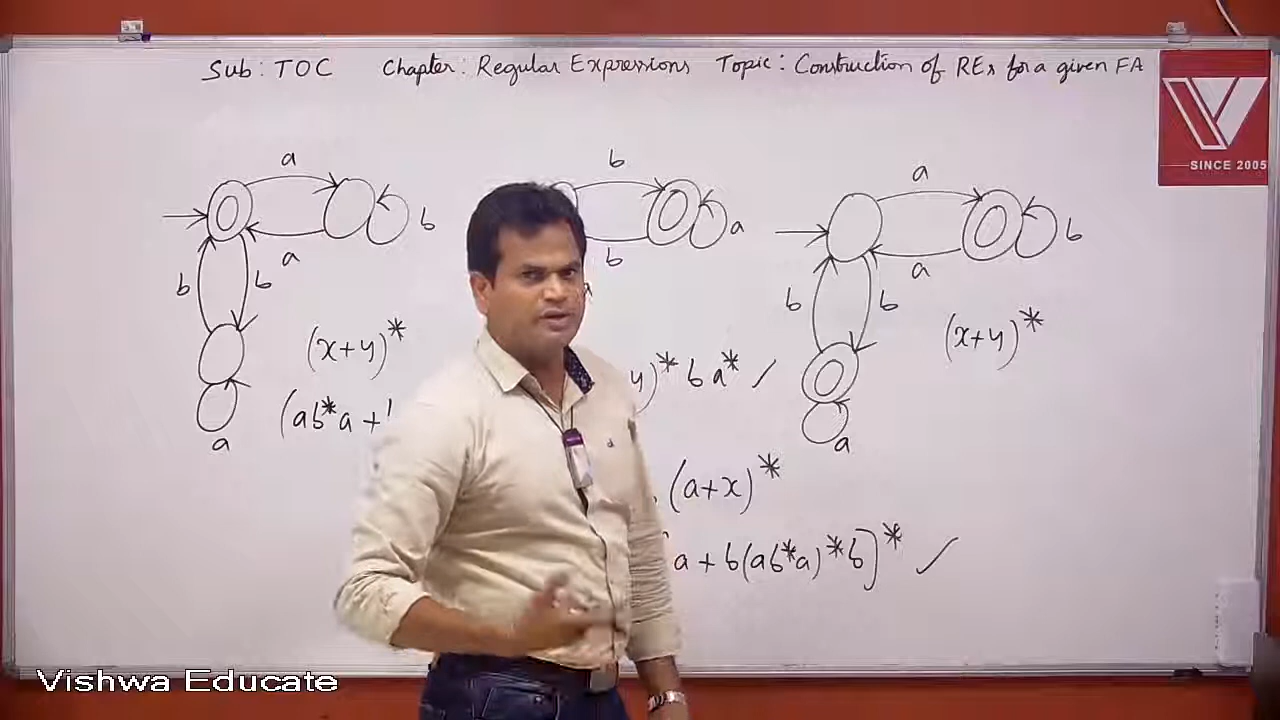 Sub : TOC Chapter : Regular Expressions Topic : Construction of REs for a given FA
SINCE 2005
a
b
a
b
b
a
(x+y)*
(ab*a +
b
a
b
y)* b a* ✓
(a+x)*
a + b(ab*a)*b]* ✓
a
b
a
b
b
a
(x+y)*
Vishwa Educate